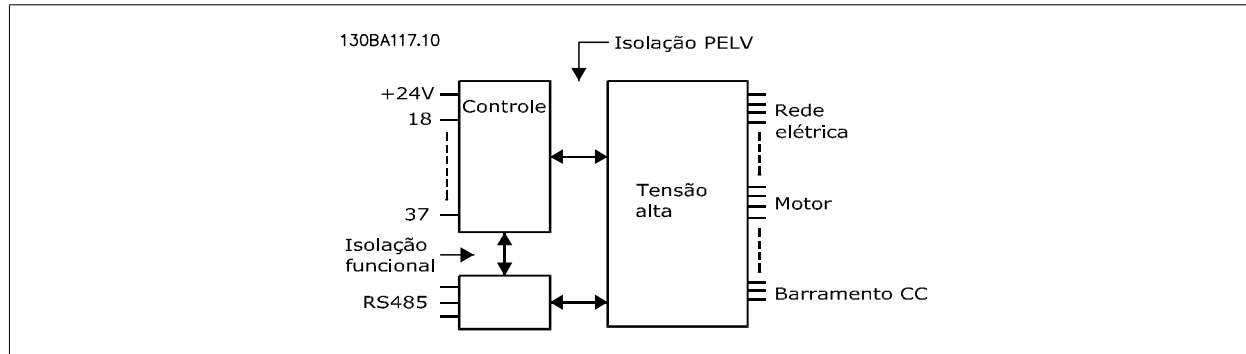 130BA117.10
Isolação PELV
+24V
Controle
18
37
Tensão
alta
Rede
elétrica
Motor
Isolação
funcional
RS485
Barramento CC